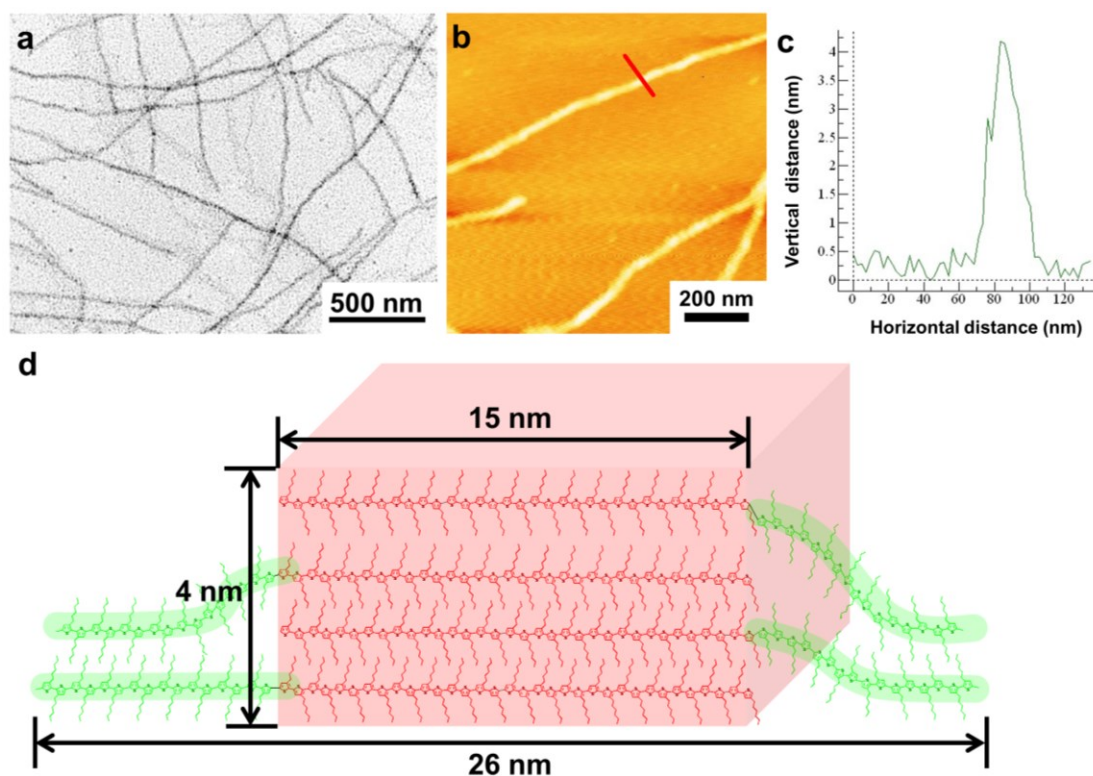 a
500 nm
b
200 nm
c
Vertical distance (nm)
4
3.5
3
2.5
2
1.5
1
0.5
0
0 20 40 60 80 100 120
Horizontal distance (nm)
d
15 nm
4 nm
26 nm